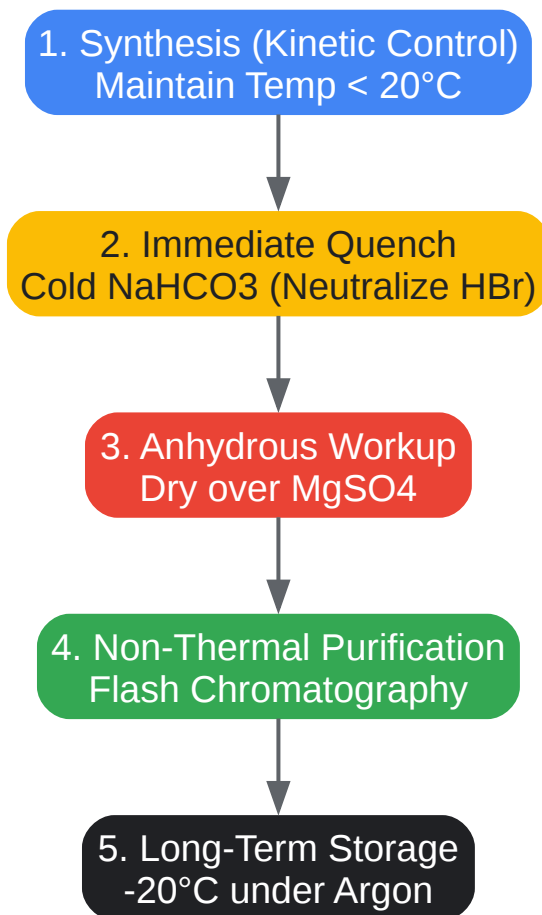 1. Synthesis (Kinetic Control)
Maintain Temp < 20°C
2. Immediate Quench
Cold NaHCO3 (Neutralize HBr)
3. Anhydrous Workup
Dry over MgSO4
4. Non-Thermal Purification
Flash Chromatography
5. Long-Term Storage
-20°C under Argon